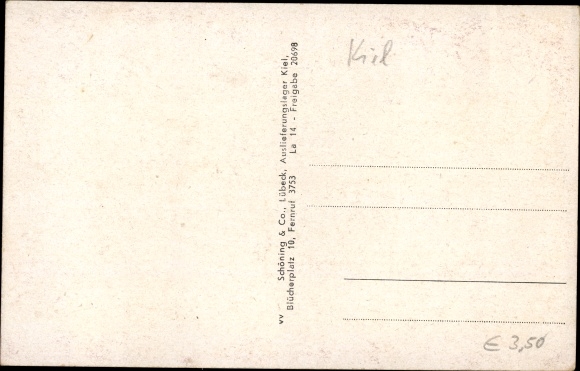 Kiel
vv Schöning & Co., Lübeck, Auslieferungslager Kiel,
Blücherplatz 10, Fernruf 3753 La 14 - Freigabe 20698
€ 3,50